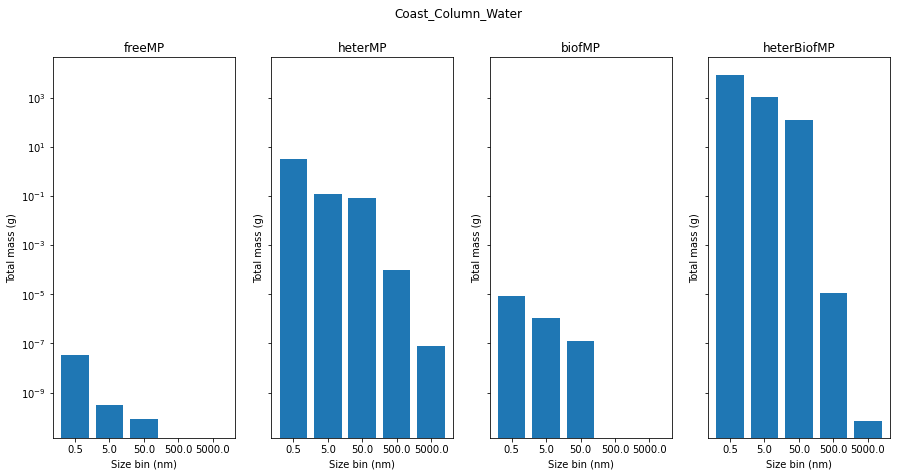 Coast_Column_Water
freeMP
heterMP
biofMP
heterBiofMP
10³
10¹
10⁻¹
10⁻³
10⁻⁵
10⁻⁷
10⁻⁹
Total mass (g)
Total mass (g)
Total mass (g)
Total mass (g)
0.5 5.0 50.0 500.0 5000.0
0.5 5.0 50.0 500.0 5000.0
0.5 5.0 50.0 500.0 5000.0
0.5 5.0 50.0 500.0 5000.0
Size bin (nm)
Size bin (nm)
Size bin (nm)
Size bin (nm)